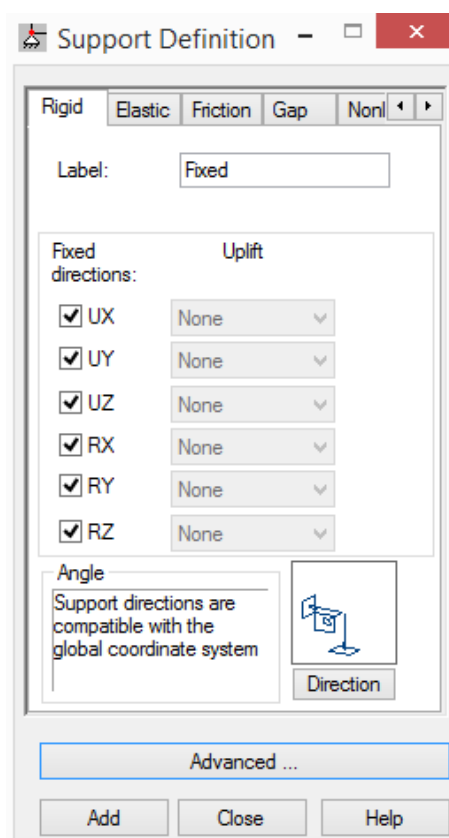 Support Definition
Rigid Elastic Friction Gap Nonl
Label: Fixed
Fixed directions: Uplift
UX None
UY None
UZ None
RX None
RY None
RZ None
Angle
Support directions are
compatible with the
global coordinate system
Direction
Advanced ...
Add Close Help